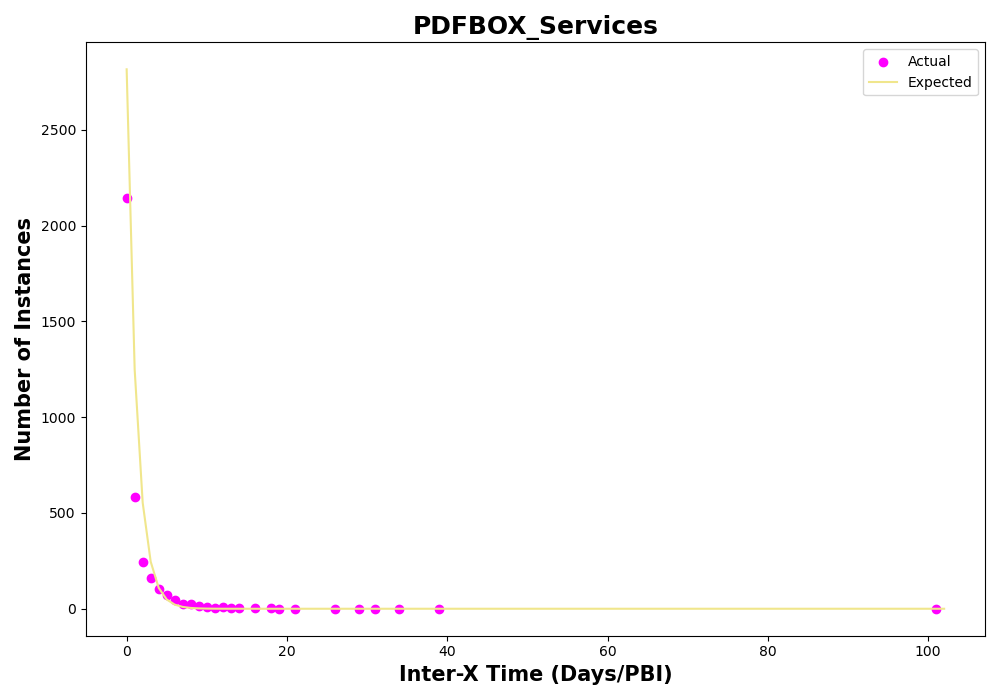 PDFBOX_Services
Actual
Expected
Number of Instances
2500
2000
1500
1000
500
0
0
20
40
60
80
100
Inter-X Time (Days/PBI)